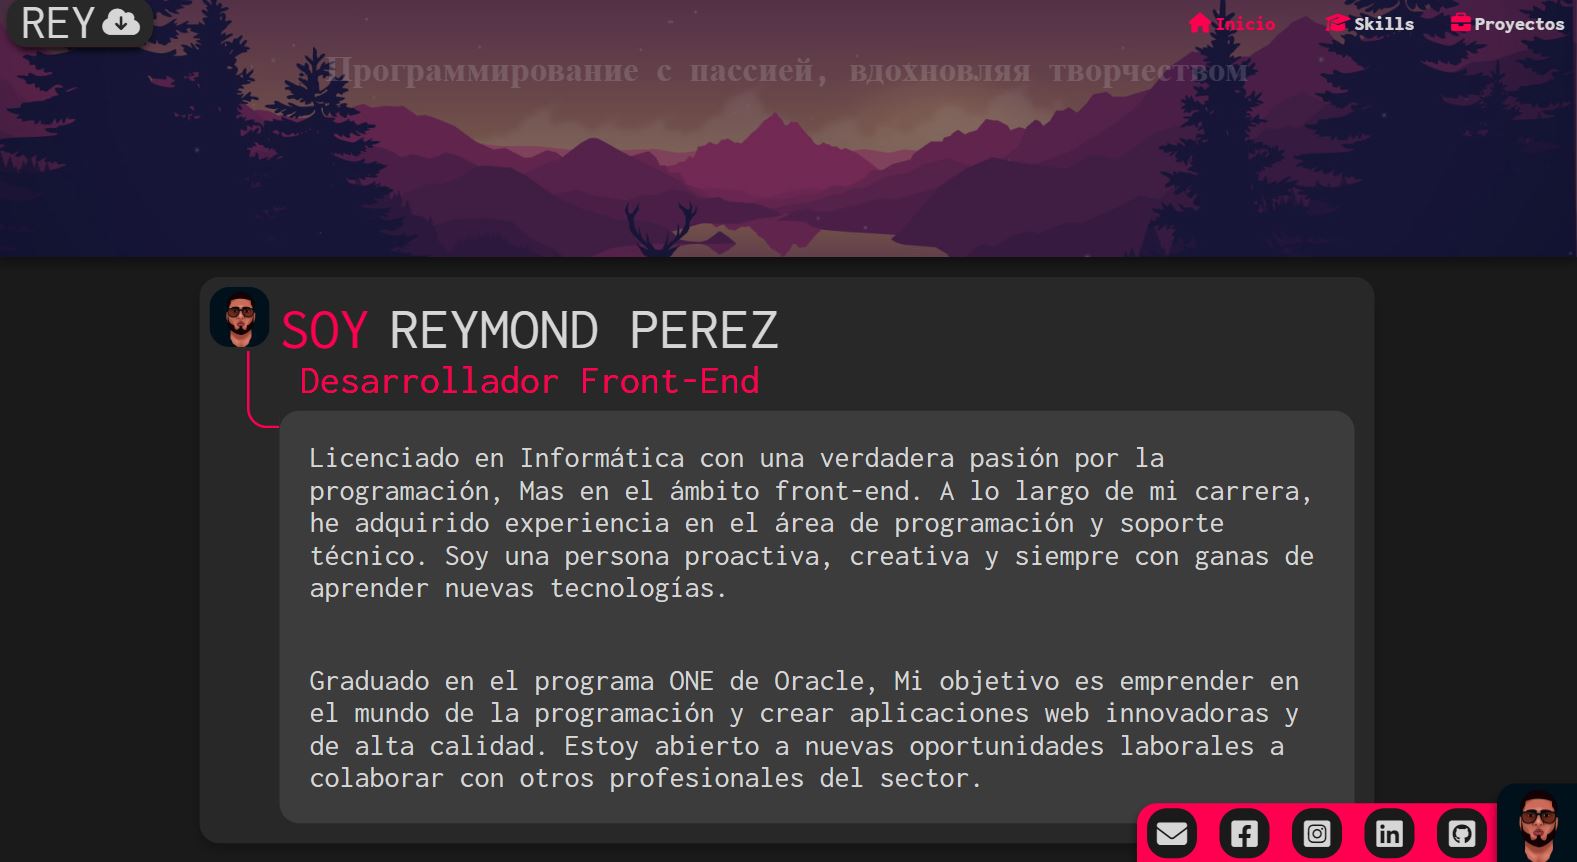 REY
Inicio
Skills
Proyectos
Программирование с пассией, вдохновляя творчеством
SOY REYMOND PEREZ
Desarrollador Front-End
Licenciado en Informática con una verdadera pasión por la
programación, Mas en el ámbito front-end. A lo largo de mi carrera,
he adquirido experiencia en el área de programación y soporte
técnico. Soy una persona proactiva, creativa y siempre con ganas de
aprender nuevas tecnologías.
Graduado en el programa ONE de Oracle, Mi objetivo es emprender en
el mundo de la programación y crear aplicaciones web innovadoras y
de alta calidad. Estoy abierto a nuevas oportunidades laborales a
colaborar con otros profesionales del sector.